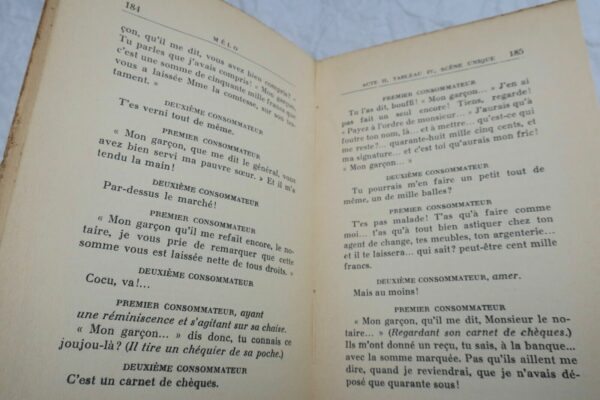 184
MÉLO
çon, qu'il me dit, vous avez bien compris? »
Tu parles que j'avais compris! « Mon garçon,
c'est une somme de cinquante mille francs que
vous a laissée Mme la comtesse, sur son tes-
tament. »
DEUXIÈME CONSOMMATEUR
T'es verni tout de même.
PREMIER CONSOMMATEUR
« Mon garçon, que me dit le général, vous
avez bien servi ma pauvre sœur. » Et il m'a
tendu la main!
DEUXIÈME CONSOMMATEUR
Par-dessus le marché!
PREMIER CONSOMMATEUR
« Mon garçon qu'il me refait encore, le no-
taire, je vous prie de remarquer que cette
somme vous est laissée nette de tous droits. »
DEUXIÈME CONSOMMATEUR
Cocu, va!...
PREMIER CONSOMMATEUR, ayant
une réminiscence et s'agitant sur sa chaise.
« Mon garçon... » dis donc, tu connais ce
joujou-là? (Il tire un chéquier de sa poche.)
DEUXIÈME CONSOMMATEUR
C'est un carnet de chèques.
ACTE II, TABLEAU IV, SCÈNE UNIQUE
185
PREMIER CONSOMMATEUR
Tu l'as dit, bouffi! « Mon garçon... » J'en ai
pas fait un seul encore! Tiens, regarde!
« Payez à l'ordre de monsieur... » J'aurais qu'à
foutre ton nom, là... et à mettre... qu'est-ce qui
me reste?... quarante-huit mille cinq cents, et
ma signature... et c'est toi qu'aurais mon fric!
« Mon garçon... »
DEUXIÈME CONSOMMATEUR
Tu pourrais m'en faire un petit tout de
même, un de mille balles?
PREMIER CONSOMMATEUR
T'es pas malade! T'as qu'à faire comme
moi... t'as qu'à tout bien astiquer chez ton
agent de change, tes meubles, ton argenterie...
et il te laissera... qui sait? peut-être cent mille
francs.
DEUXIÈME CONSOMMATEUR, amer.
Mais au moins!
PREMIER CONSOMMATEUR
« Mon garçon, qu'il me dit, Monsieur le no-
taire... » (Regardant son carnet de chèques.)
Ils m'ont donné un reçu, tu sais, à la banque...
avec la somme marquée. Pas qu'ils aillent me
dire, quand je reviendrai, que je n'avais dé-
posé que quarante sous!